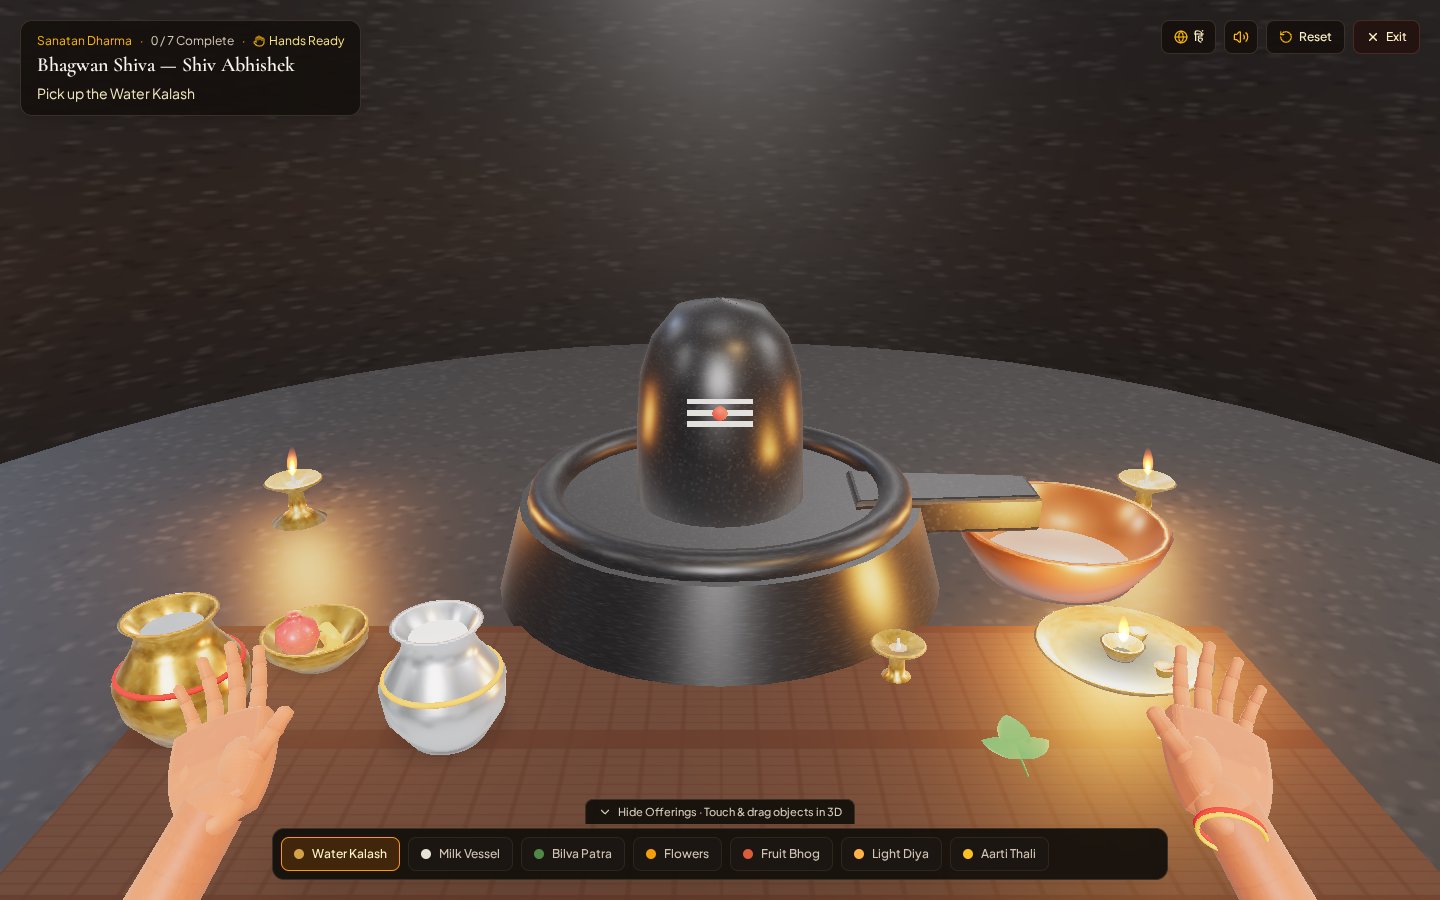 Sanatan Dharma · 0/7 Complete · Hands Ready
Bhagwan Shiva — Shiv Abhishek
Pick up the Water Kalash
हिं
Reset
Exit
Hide Offerings · Touch & drag objects in 3D
Water Kalash
Milk Vessel
Bilva Patra
Flowers
Fruit Bhog
Light Diya
Aarti Thali